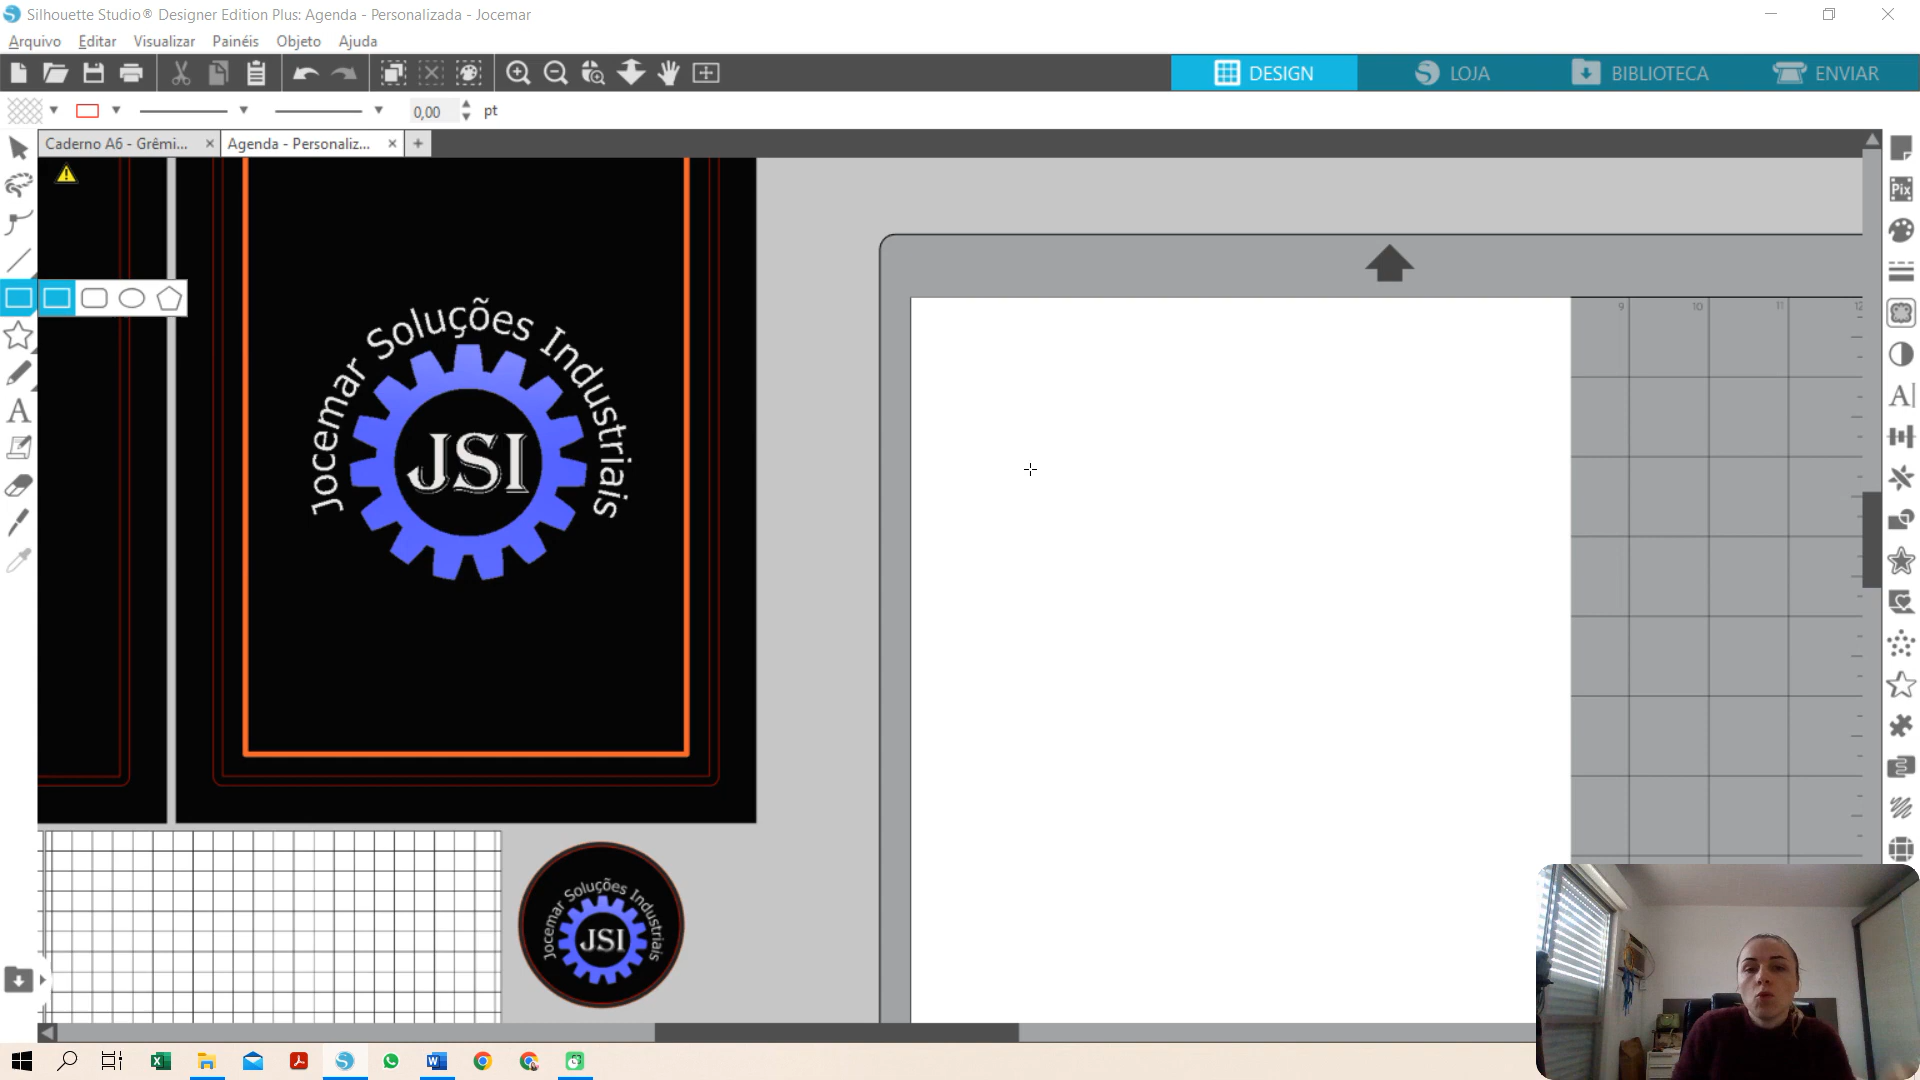 Silhouette Studio® Designer Edition Plus: Agenda - Personalizada - Jocemar
Arquivo Editar Visualizar Painéis Objeto Ajuda
DESIGN LOJA BIBLIOTECA ENVIAR
0,00 pt
Caderno A6 - Grêmi... Agenda - Personaliz...
Pix
Jocemar Soluções Industriais
JSI
9 10 11 12
A
A
Jocemar Soluções Industriais
JSI